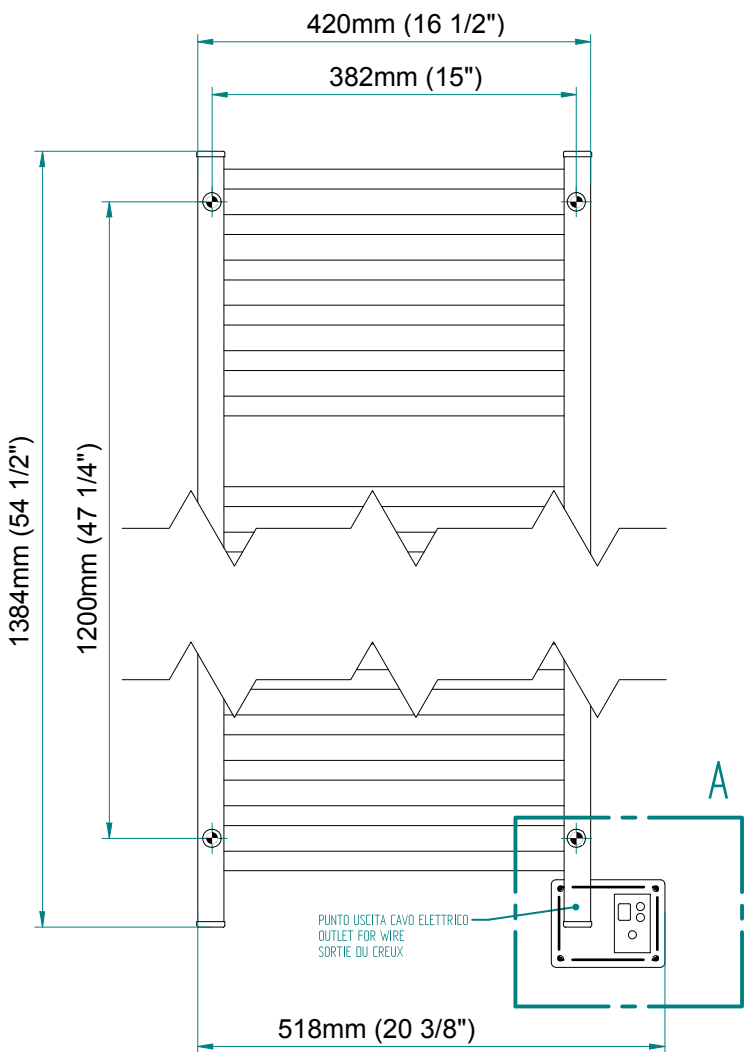 420mm (16 1/2")
382mm (15")
1384mm (54 1/2")
1200mm (47 1/4")
A
PUNTO USCITA CAVO ELETTRICO
OUTLET FOR WIRE
SORTIE DU CREUX
518mm (20 3/8")